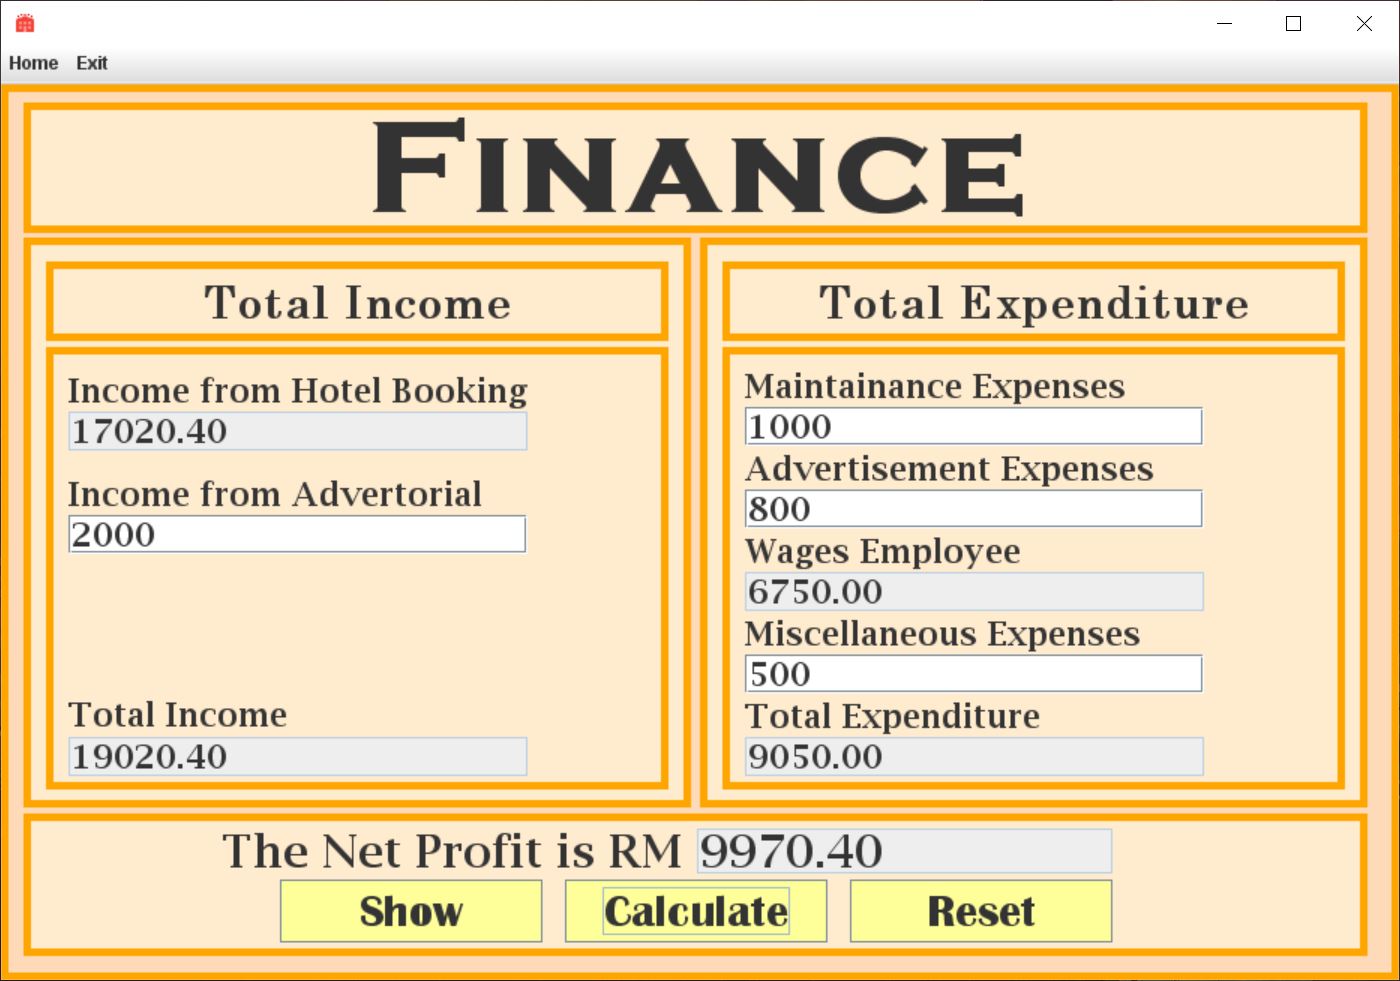 Home Exit
FINANCE
Total Income
Income from Hotel Booking
17020.40
Income from Advertorial
2000
Total Income
19020.40
Total Expenditure
Maintainance Expenses
1000
Advertisement Expenses
800
Wages Employee
6750.00
Miscellaneous Expenses
500
Total Expenditure
9050.00
The Net Profit is RM 9970.40
Show Calculate Reset